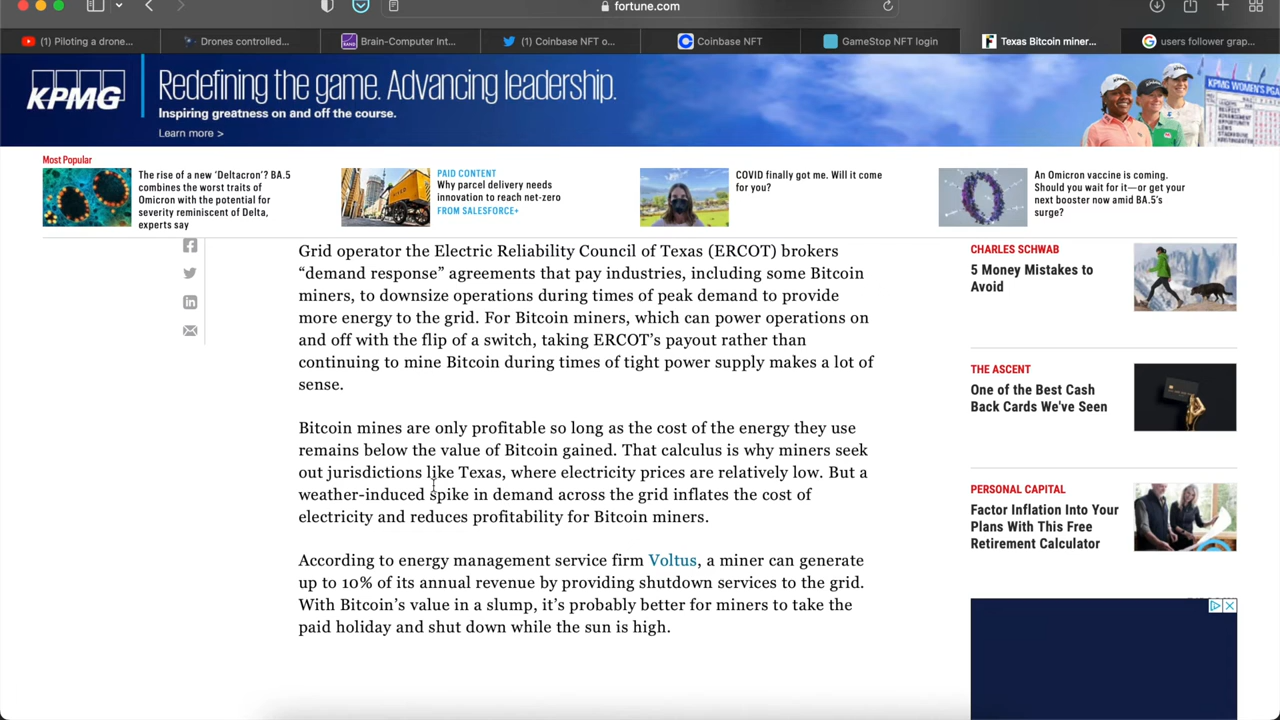 fortune.com
(1) Piloting a drone...
Drones controlled...
Brain-Computer Int...
(1) Coinbase NFT o...
Coinbase NFT
GameStop NFT login
Texas Bitcoin miner...
users follower grap...
KPMG
Redefining the game. Advancing leadership.
Inspiring greatness on and off the course.
Learn more >
KPMG WOMEN'S PGA
Most Popular
The rise of a new ‘Deltacron’? BA.5
combines the worst traits of
Omicron with the potential for
severity reminiscent of Delta,
experts say
PAID CONTENT
Why parcel delivery needs
innovation to reach net-zero
FROM SALESFORCE+
COVID finally got me. Will it come
for you?
An Omicron vaccine is coming.
Should you wait for it—or get your
next booster now amid BA.5's
surge?
Grid operator the Electric Reliability Council of Texas (ERCOT) brokers
“demand response” agreements that pay industries, including some Bitcoin
miners, to downsize operations during times of peak demand to provide
more energy to the grid. For Bitcoin miners, which can power operations on
and off with the flip of a switch, taking ERCOT’s payout rather than
continuing to mine Bitcoin during times of tight power supply makes a lot of
sense.
Bitcoin mines are only profitable so long as the cost of the energy they use
remains below the value of Bitcoin gained. That calculus is why miners seek
out jurisdictions like Texas, where electricity prices are relatively low. But a
weather-induced spike in demand across the grid inflates the cost of
electricity and reduces profitability for Bitcoin miners.
According to energy management service firm Voltus, a miner can generate
up to 10% of its annual revenue by providing shutdown services to the grid.
With Bitcoin’s value in a slump, it’s probably better for miners to take the
paid holiday and shut down while the sun is high.
CHARLES SCHWAB
5 Money Mistakes to
Avoid
THE ASCENT
One of the Best Cash
Back Cards We've Seen
PERSONAL CAPITAL
Factor Inflation Into Your
Plans With This Free
Retirement Calculator